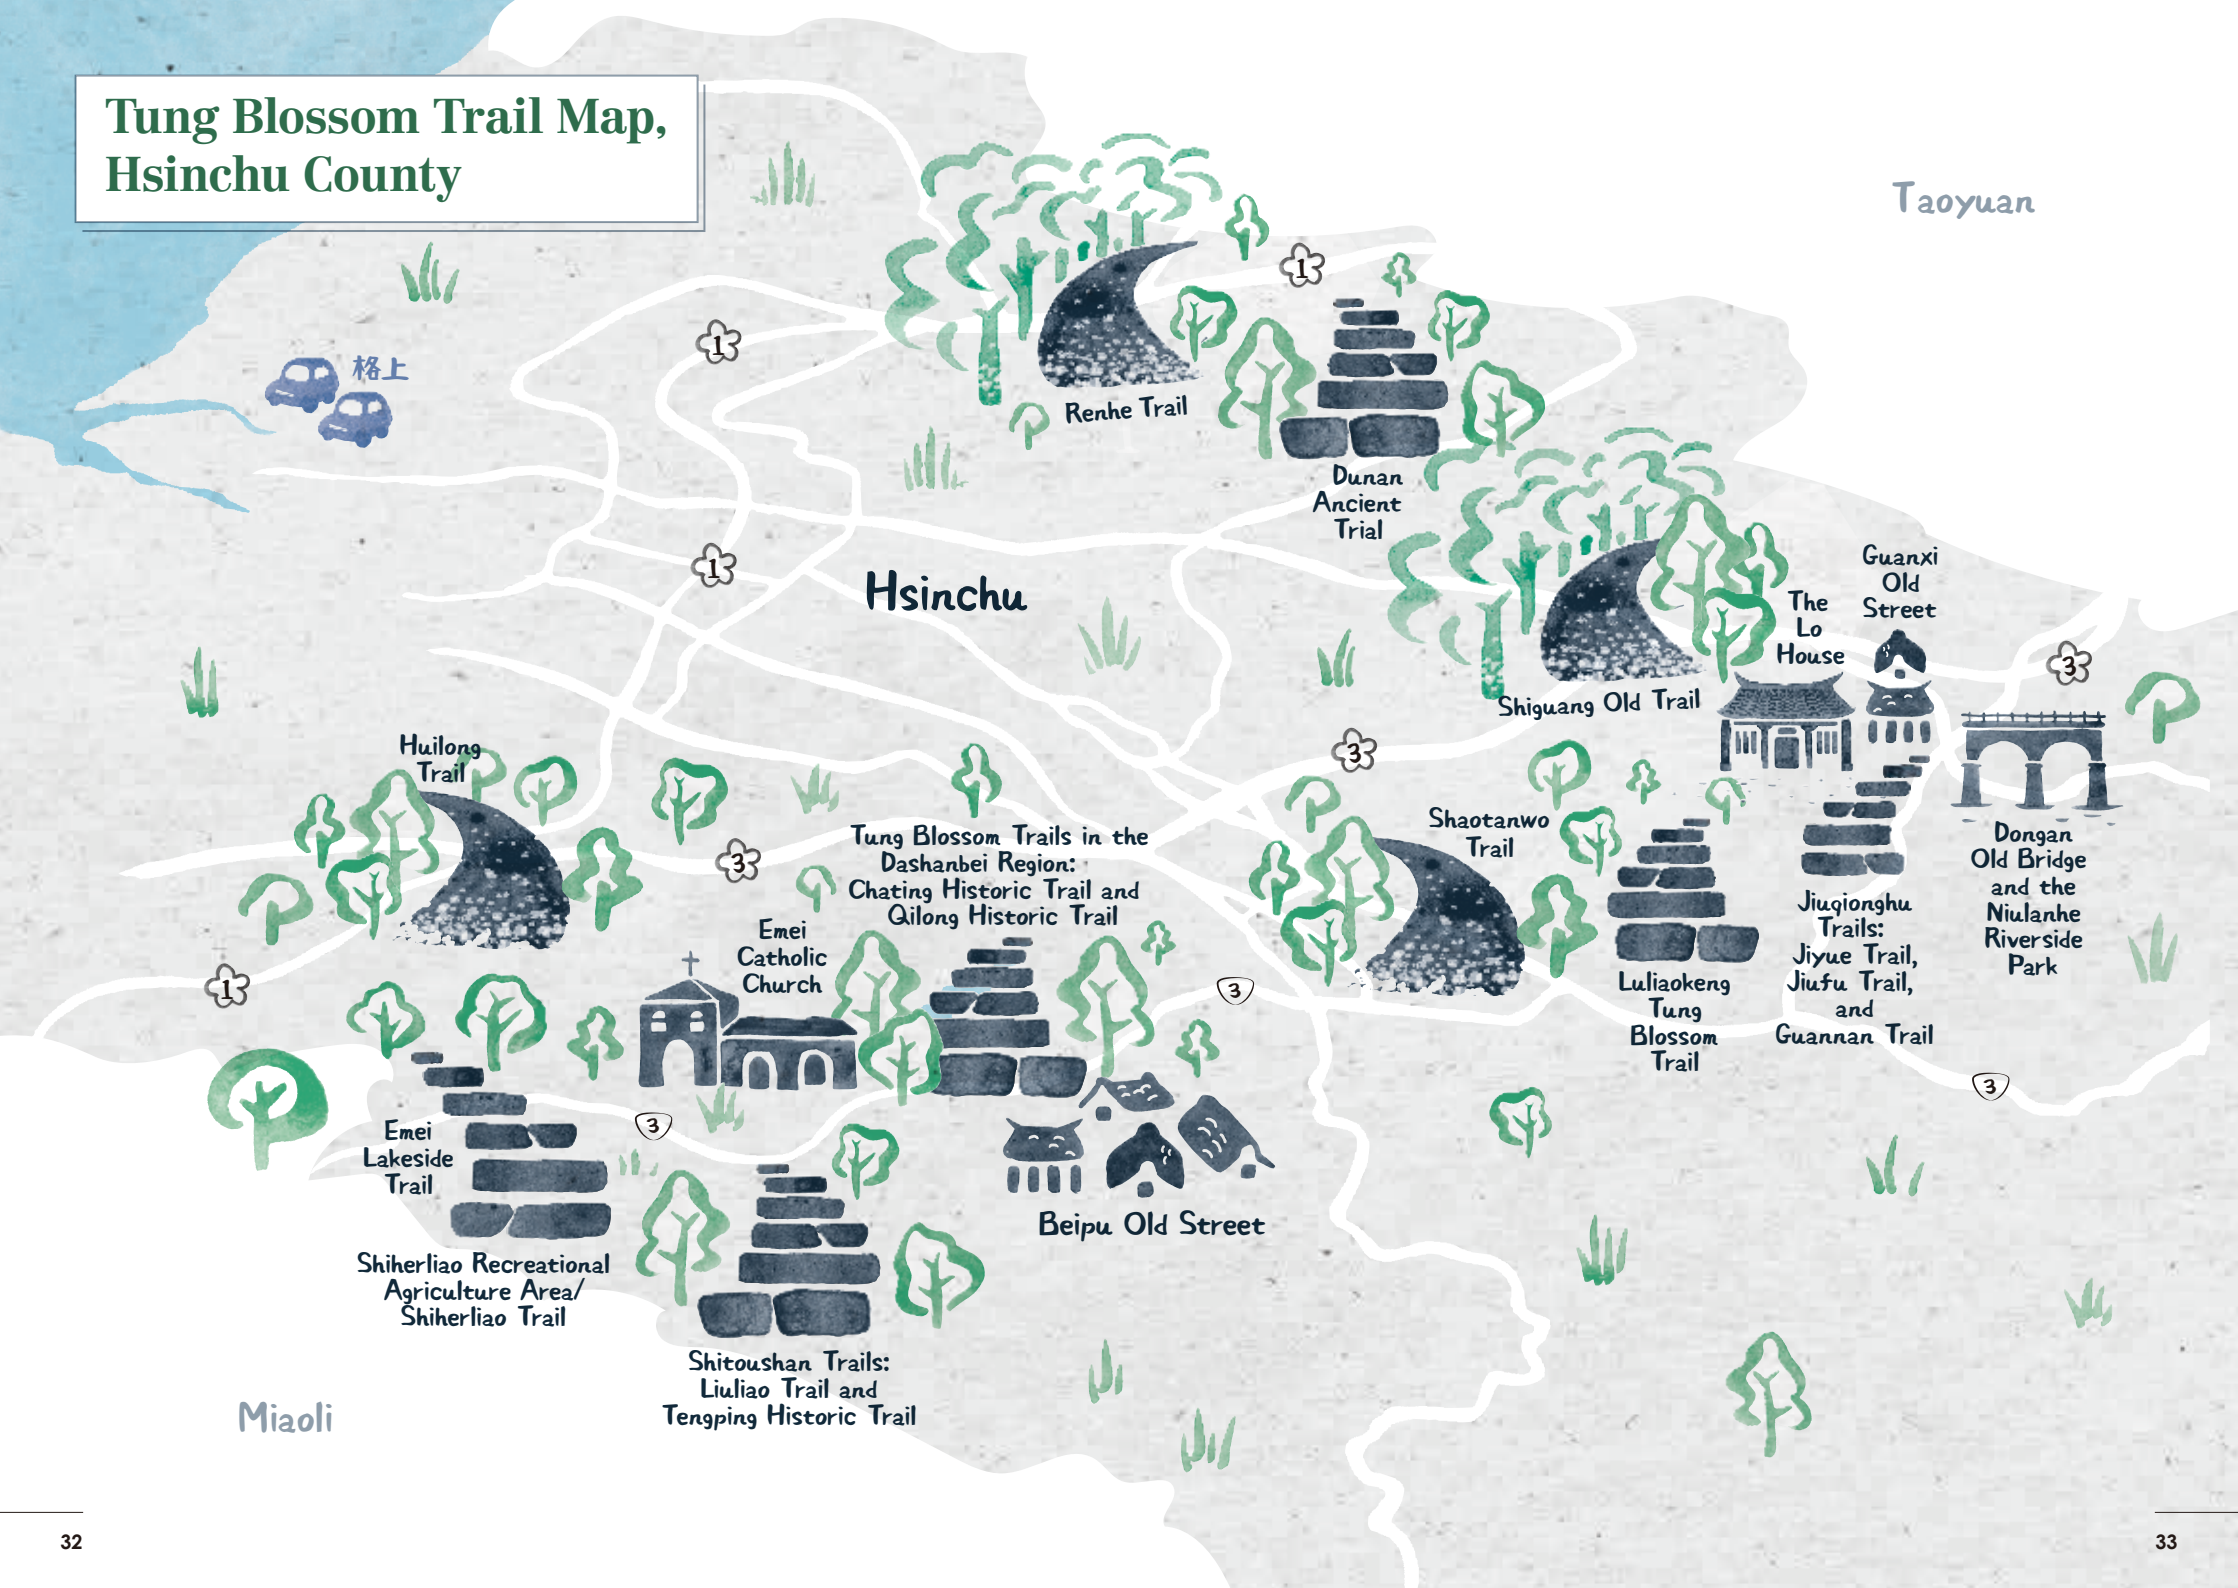 Tung Blossom Trail Map,
Hsinchu County
Taoyuan
1
1
格上
Renhe Trail
Dunan
Ancient
Trial
1
Hsinchu
Guanxi
Old
Street
The
Lo
House
3
Shiguang Old Trail
3
Huilong
Trail
3
Tung Blossom Trails in the
Dashanbei Region:
Chating Historic Trail and
Qilong Historic Trail
Shaotanwo
Trail
Dongan
Old Bridge
and the
Niulanhe
Riverside
Park
Jiuqionghu
Trails:
Jiyue Trail,
Jiufu Trail,
and
Guannan Trail
Emei
Catholic
Church
1
3
Luliaokeng
Tung
Blossom
Trail
3
3
Emei
Lakeside
Trail
Beipu Old Street
Shiherliao Recreational
Agriculture Area/
Shiherliao Trail
Shitoushan Trails:
Liuliao Trail and
Tengping Historic Trail
Miaoli
32
33